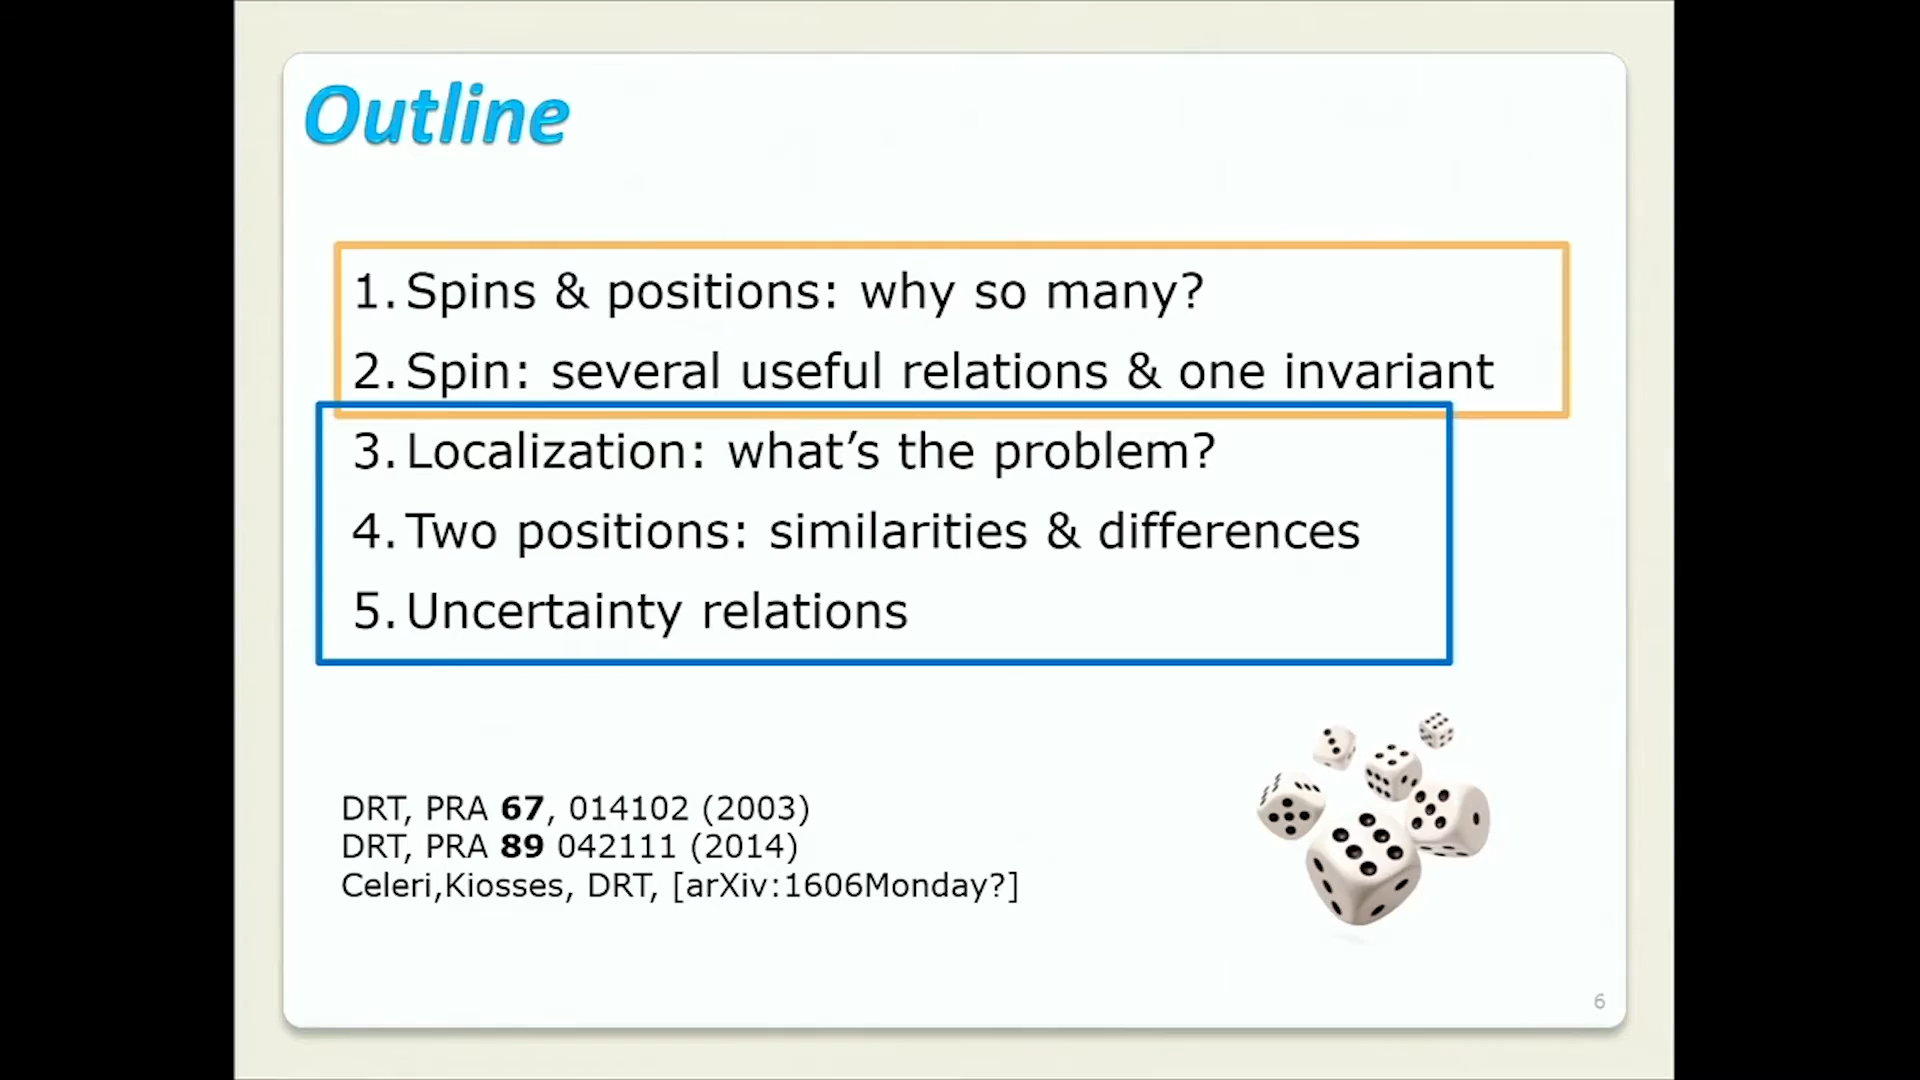 Outline
1. Spins & positions: why so many?
2. Spin: several useful relations & one invariant
3. Localization: what’s the problem?
4. Two positions: similarities & differences
5. Uncertainty relations
DRT, PRA 67, 014102 (2003)
DRT, PRA 89 042111 (2014)
Celeri,Kiosses, DRT, [arXiv:1606Monday?]
6